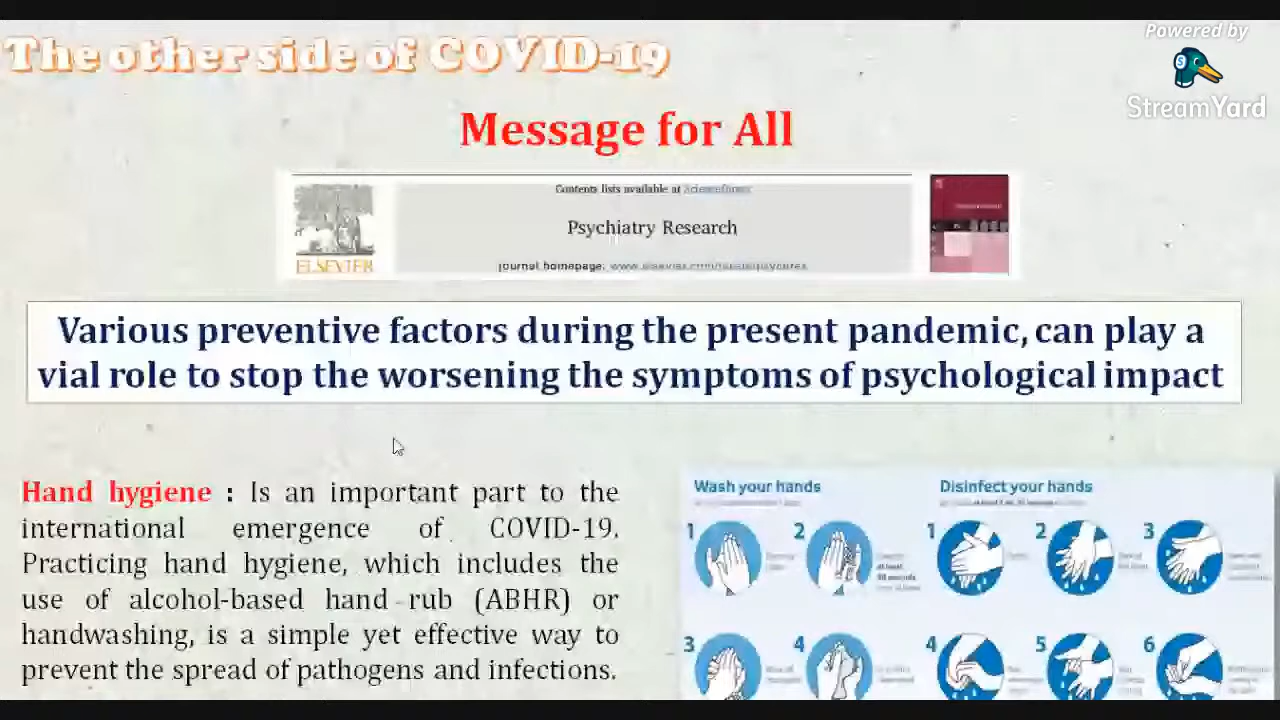 Powered by
StreamYard
The other side of COVID-19
Message for All
Contents lists available at ScienceDirect
Psychiatry Research
ELSEVIER
journal homepage:
Various preventive factors during the present pandemic, can play a
vial role to stop the worsening the symptoms of psychological impact
Hand hygiene : Is an important part to the
international emergence of COVID-19.
Practicing hand hygiene, which includes the
use of alcohol-based hand rub (ABHR) or
handwashing, is a simple yet effective way to
prevent the spread of pathogens and infections.
Wash your hands
1 2
3 4
Disinfect your hands
1 2 3
4 5 6